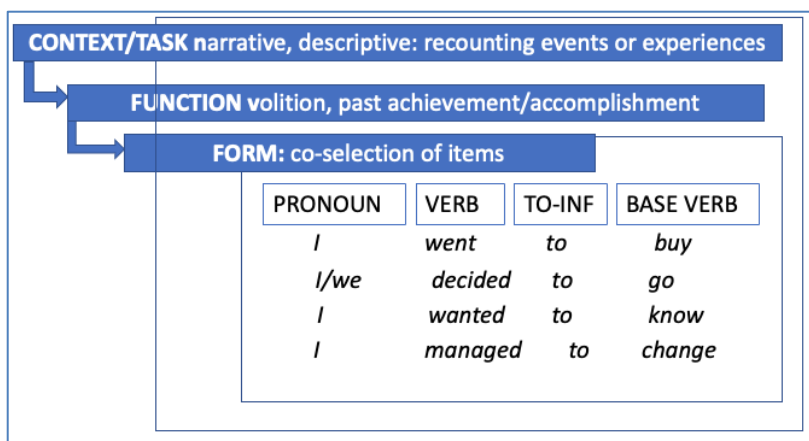 CONTEXT/TASK narrative, descriptive: recounting events or experiences
FUNCTION volition, past achievement/accomplishment
FORM: co-selection of items
PRONOUN VERB TO-INF BASE VERB
I went to buy
I/we decided to go
I wanted to know
I managed to change